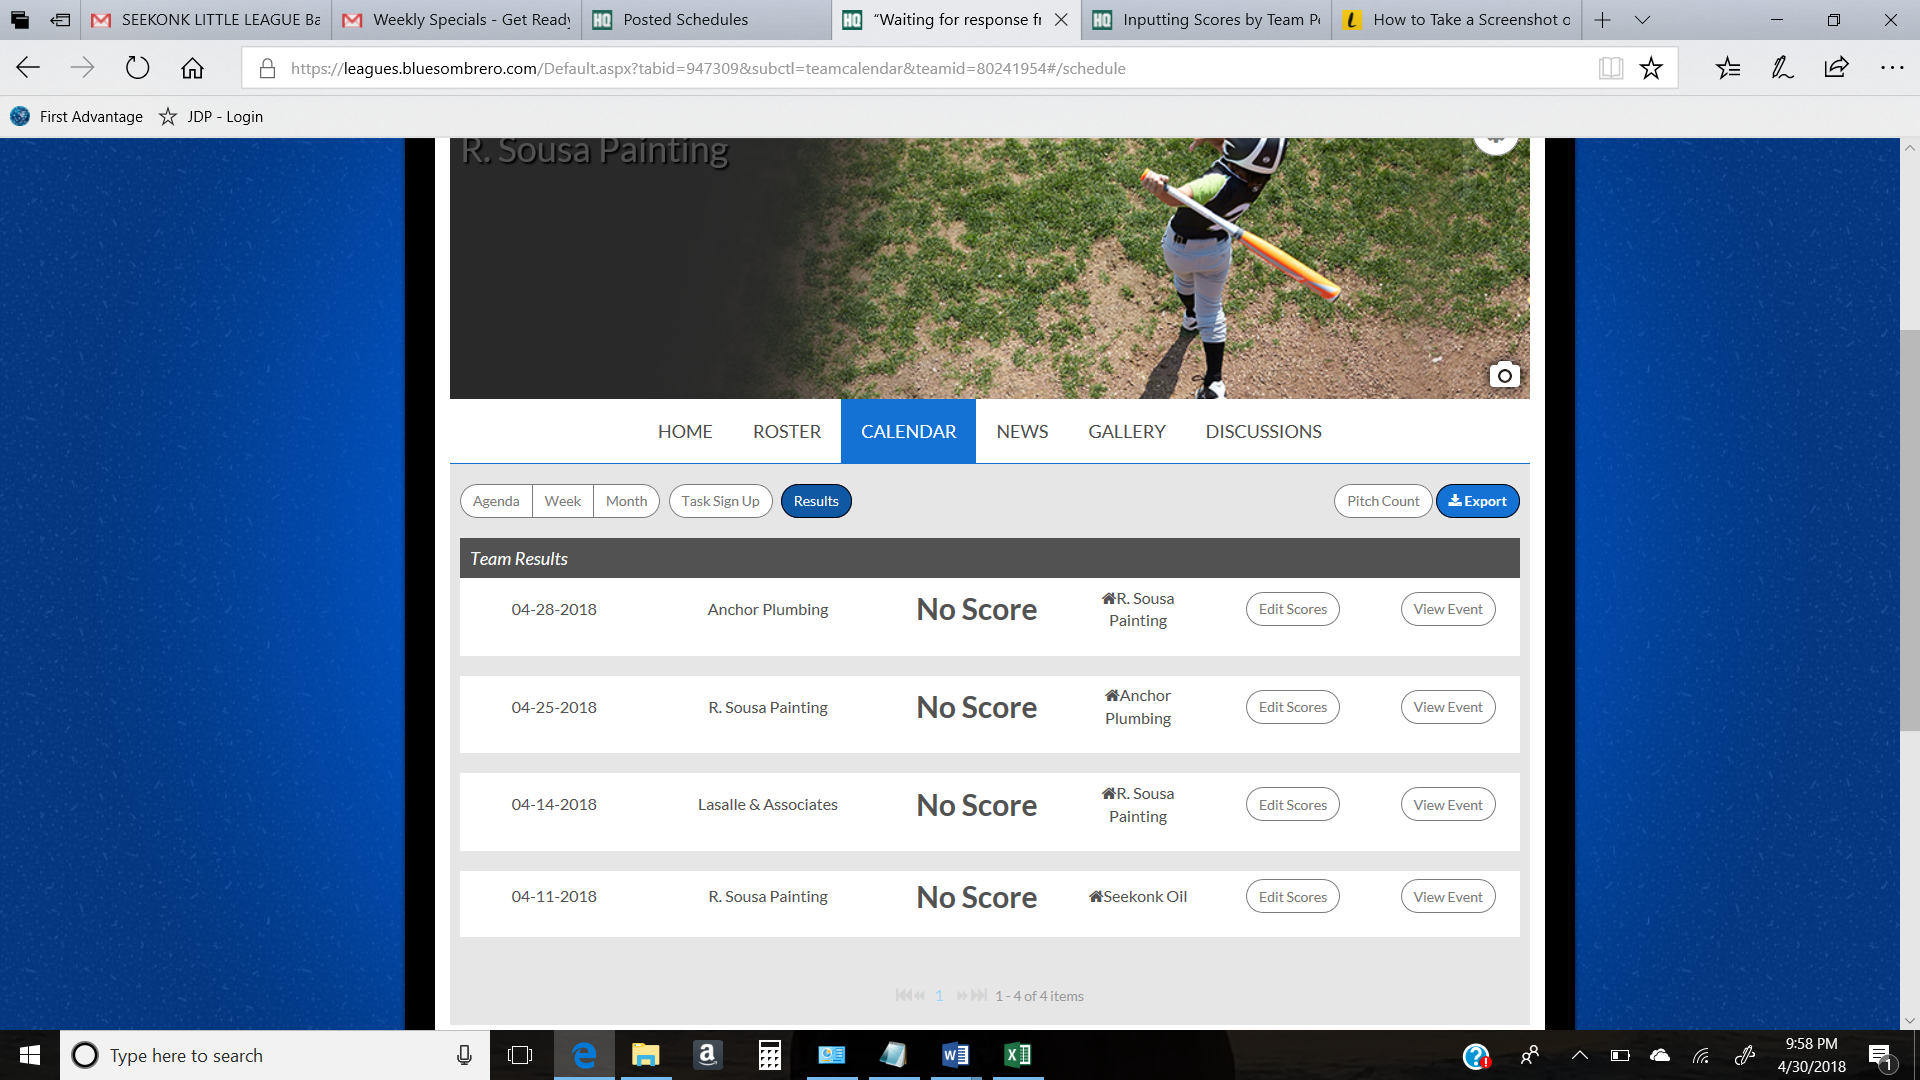 SEEKONK LITTLE LEAGUE Ba
Weekly Specials - Get Ready
HQ Posted Schedules
HQ “Waiting for response fr
HQ Inputting Scores by Team Pe
L How to Take a Screenshot o
https://leagues.bluesombrero.com/Default.aspx?tabid=947309&subctl=teamcalendar&teamid=80241954#/schedule
First Advantage JDP - Login
R. Sousa Painting
HOME ROSTER CALENDAR NEWS GALLERY DISCUSSIONS
Agenda Week Month Task Sign Up Results Pitch Count Export
Team Results
04-28-2018 Anchor Plumbing No Score R. Sousa
Painting Edit Scores View Event
04-25-2018 R. Sousa Painting No Score Anchor
Plumbing Edit Scores View Event
04-14-2018 Lasalle & Associates No Score R. Sousa
Painting Edit Scores View Event
04-11-2018 R. Sousa Painting No Score Seekonk Oil Edit Scores View Event
1 1 - 4 of 4 items
Type here to search
9:58 PM
4/30/2018
1